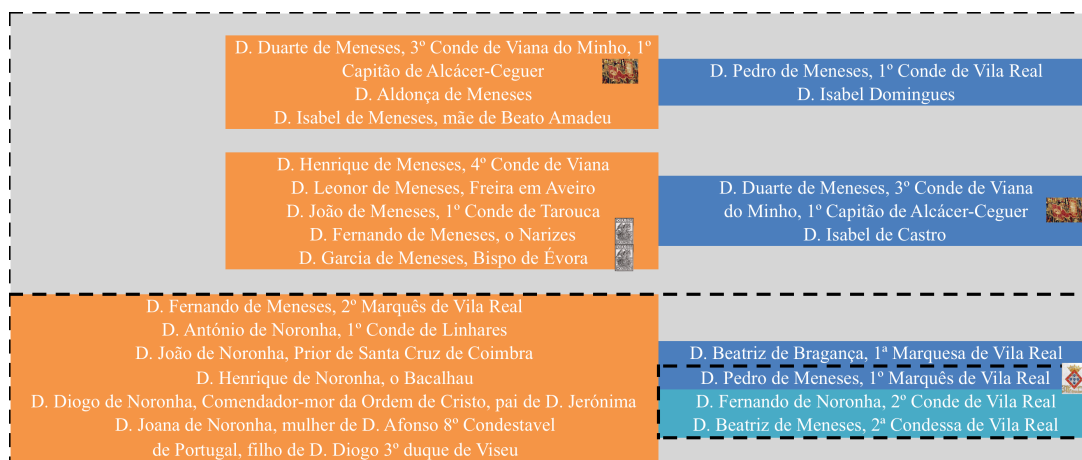 D. Duarte de Meneses, 3º Conde de Viana do Minho, 1º
Capitão de Alcácer-Ceguer
D. Aldonça de Meneses
D. Isabel de Meneses, mãe de Beato Amadeu
D. Pedro de Meneses, 1º Conde de Vila Real
D. Isabel Domingues
D. Henrique de Meneses, 4º Conde de Viana
D. Leonor de Meneses, Freira em Aveiro
D. João de Meneses, 1º Conde de Tarouca
D. Fernando de Meneses, o Narizes
D. Garcia de Meneses, Bispo de Évora
D. Duarte de Meneses, 3º Conde de Viana
do Minho, 1º Capitão de Alcácer-Ceguer
D. Isabel de Castro
D. Fernando de Meneses, 2º Marquês de Vila Real
D. António de Noronha, 1º Conde de Linhares
D. João de Noronha, Prior de Santa Cruz de Coimbra
D. Henrique de Noronha, o Bacalhau
D. Diogo de Noronha, Comendador-mor da Ordem de Cristo, pai de D. Jerónima
D. Joana de Noronha, mulher de D. Afonso 8º Condestavel
de Portugal, filho de D. Diogo 3º duque de Viseu
D. Beatriz de Bragança, 1ª Marquesa de Vila Real
D. Pedro de Meneses, 1º Marquês de Vila Real
D. Fernando de Noronha, 2º Conde de Vila Real
D. Beatriz de Meneses, 2ª Condessa de Vila Real